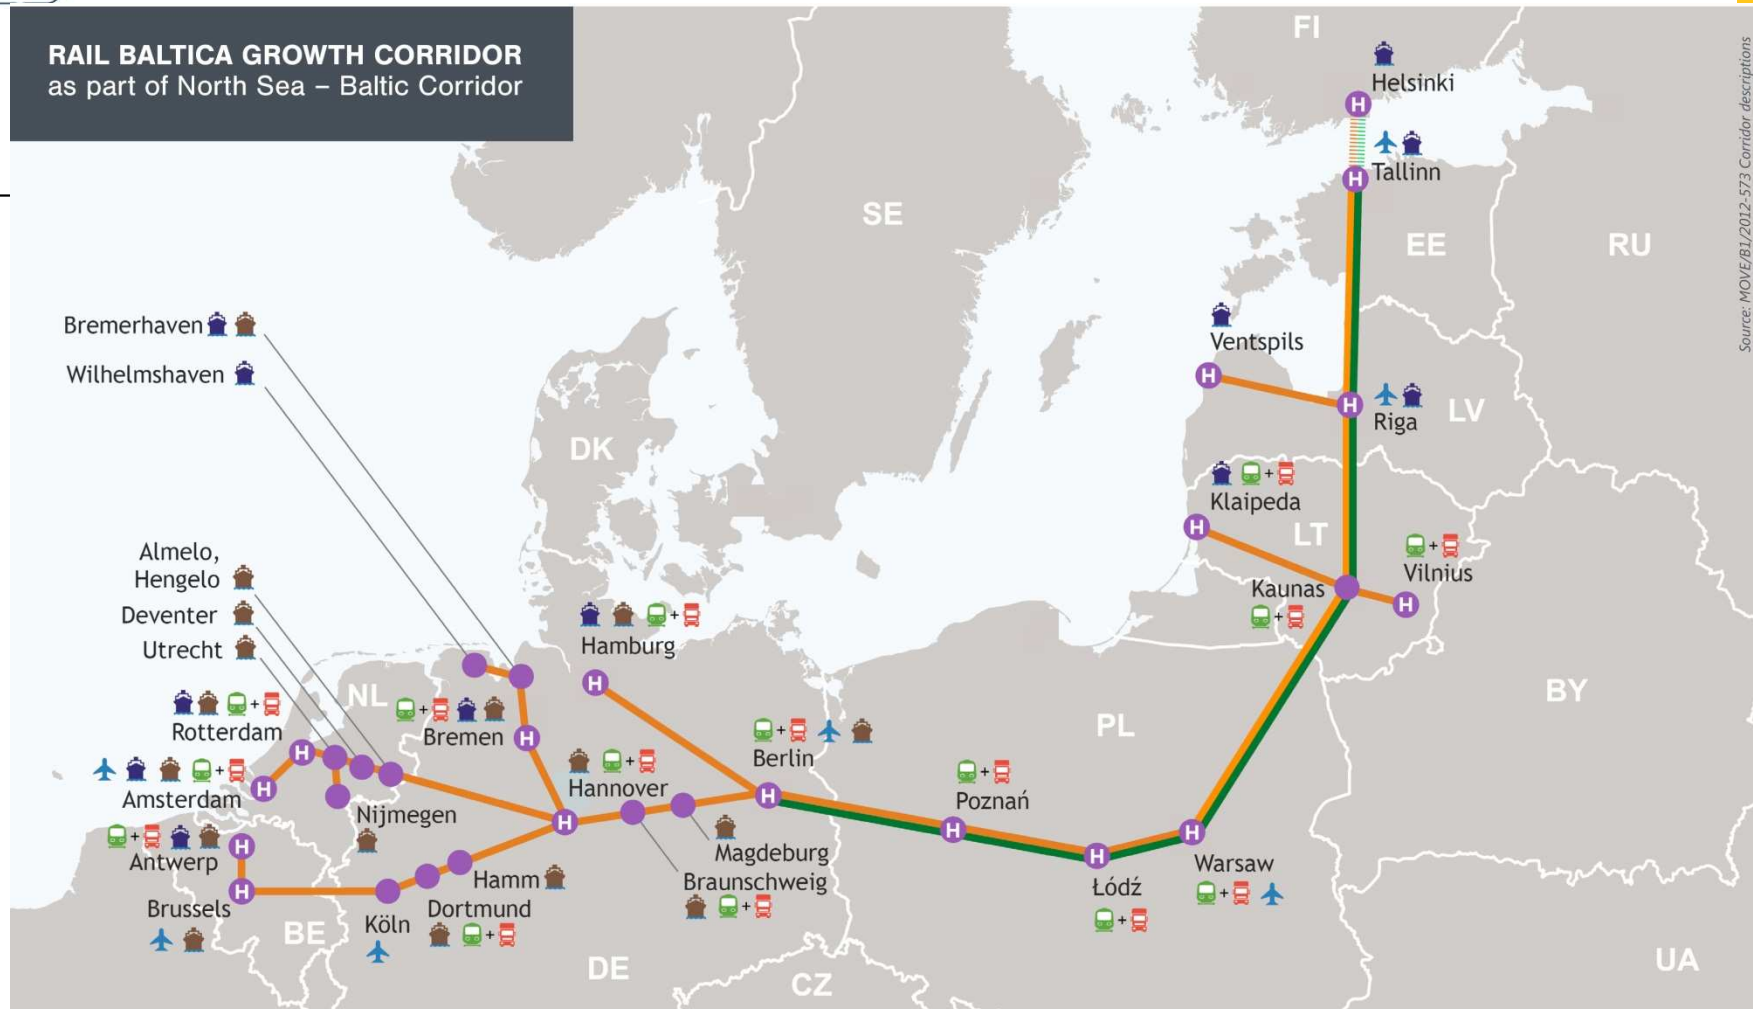 RAIL BALTICA GROWTH CORRIDOR
as part of North Sea – Baltic Corridor
Source: MOVE/B1/2012-573 Corridor descriptions
FI
Helsinki
H
Tallinn
H
SE
EE
RU
Bremerhaven
Wilhelmshaven
Ventspils
H
H
Riga
LV
DK
+
Klaipeda
H
LT
+
Vilnius
H
Kaunas
+
Almelo,
Hengelo
Deventer
Utrecht
+
Hamburg
H
NL
+
Rotterdam
H
+
Bremen
H
+
Berlin
H
PL
BY
+
Amsterdam
H
+
Hannover
H
Nijmegen
+
Poznań
H
+
Antwerp
H
Magdeburg
Braunschweig
+
H
Warsaw
+
H
Łódź
+
H
Brussels
Köln
Hamm
Dortmund
+
BE
DE
CZ
UA